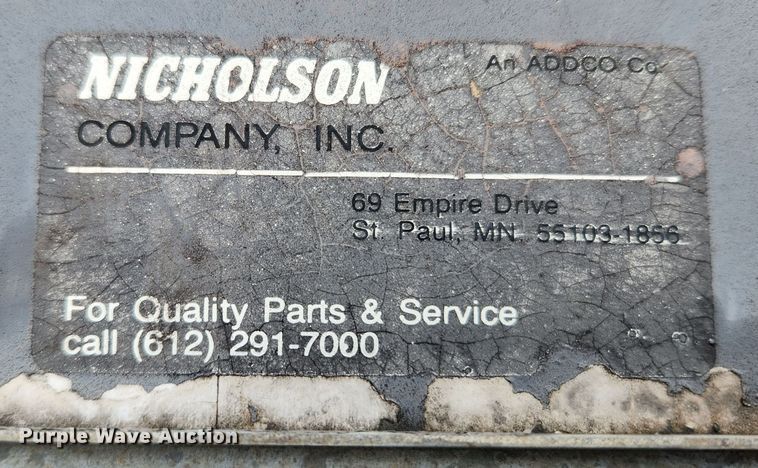 NICHOLSON
An ADDCO Co.
COMPANY, INC.
69 Empire Drive
St. Paul, MN. 55103-1856
For Quality Parts & Service
call (612) 291-7000
Purple Wave Auction